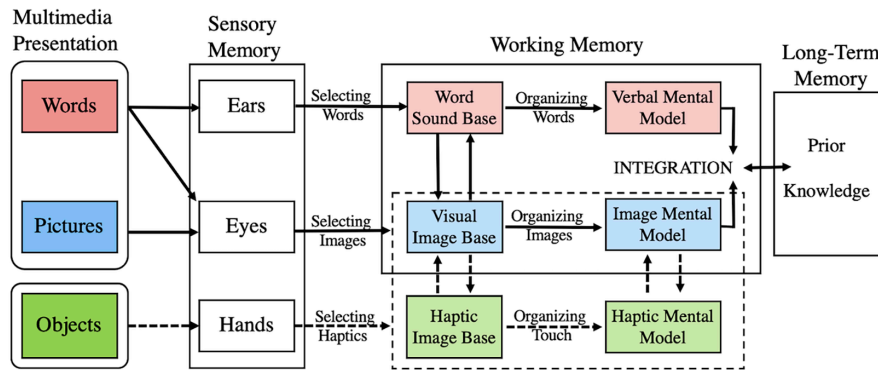 Multimedia
Presentation
Sensory
Memory
Working Memory
Long-Term
Memory
Words
Ears
Selecting
Words
Word
Sound Base
Organizing
Words
Verbal Mental
Model
INTEGRATION
Prior
Knowledge
Pictures
Eyes
Selecting
Images
Visual
Image Base
Organizing
Images
Image Mental
Model
Objects
Hands
Selecting
Haptics
Haptic
Image Base
Organizing
Touch
Haptic Mental
Model